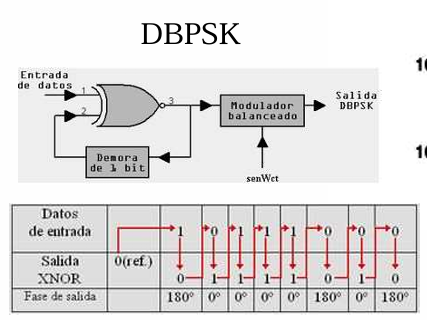 DBPSK
10
Entrada
de datos
1
2
3
Modulador
balanceado
Salida
DBPSK
Demora
de 1 bit
senWct
10
Datos
de entrada 1 0 1 1 1 0 0 0
Salida 0(ref.)
XNOR 0 1 1 1 1 0 1 0
Fase de salida 180° 0° 0° 0° 0° 180° 0° 180°